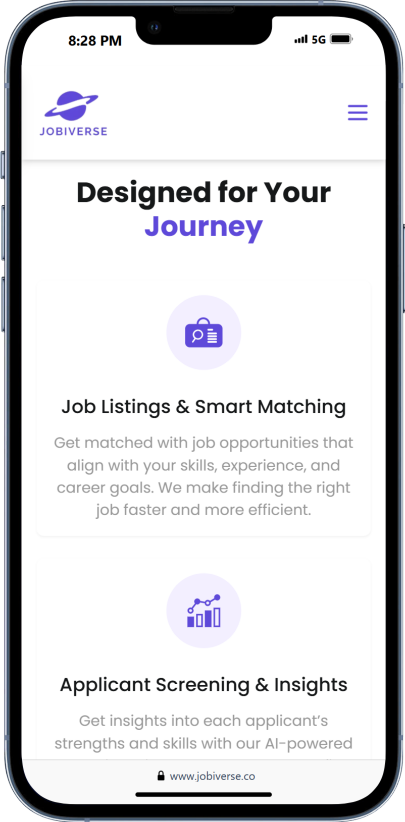 8:28 PM
5G
JOBIVERSE
Designed for Your
Journey
Job Listings & Smart Matching
Get matched with job opportunities that
align with your skills, experience, and
career goals. We make finding the right
job faster and more efficient.
Applicant Screening & Insights
Get insights into each applicant's
strengths and skills with our AI-powered
www.jobiverse.co